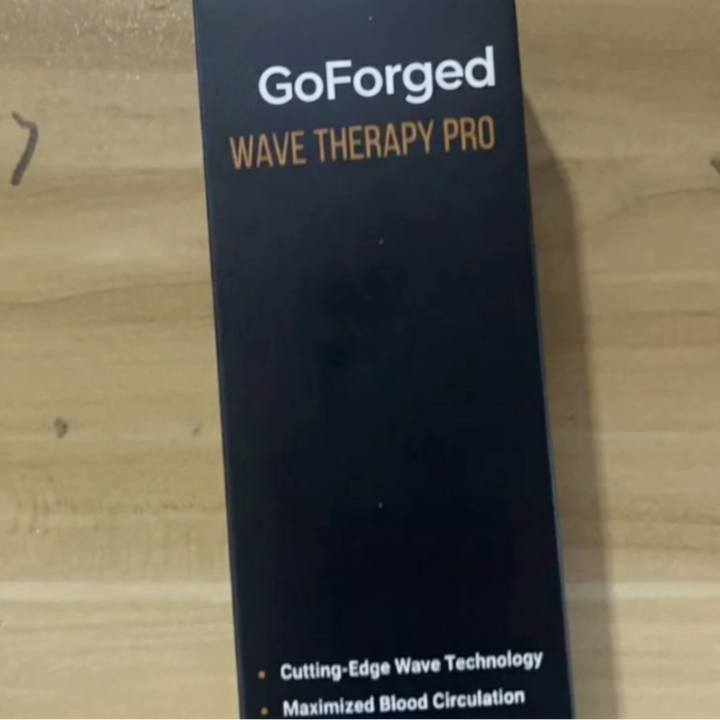 GoForged
WAVE THERAPY PRO
• Cutting-Edge Wave Technology
• Maximized Blood Circulation